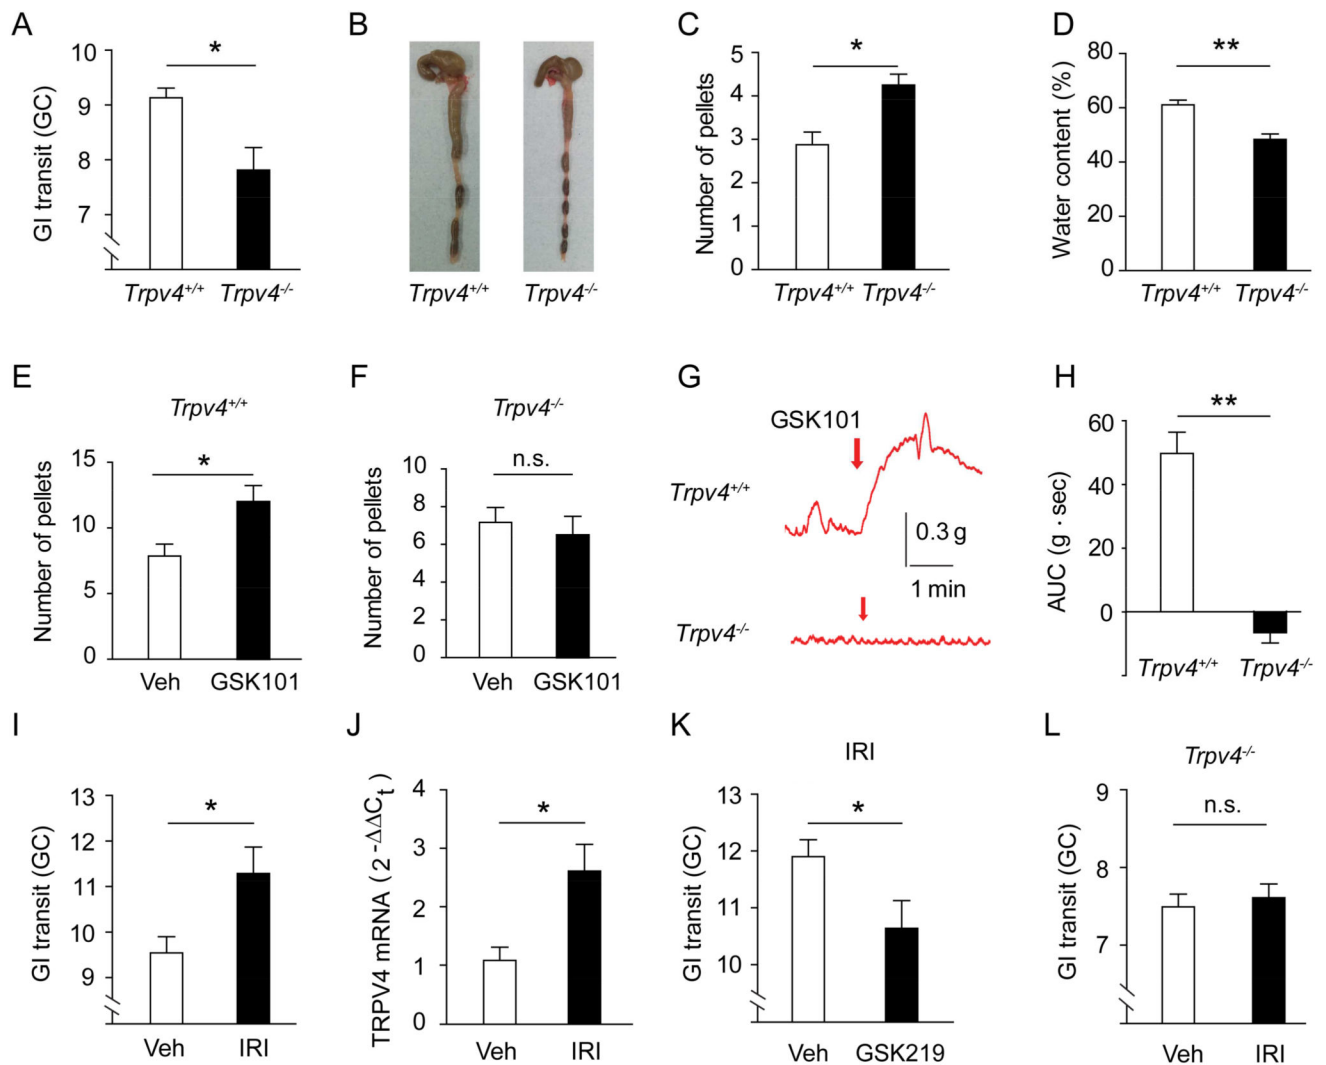 A
GI transit (GC)
10
9
8
7
*
Trpv4+/+ Trpv4-/-
B
Trpv4+/+ Trpv4-/-
C
Number of pellets
5
4
3
2
1
0
*
Trpv4+/+ Trpv4-/-
D
Water content (%)
80
60
40
20
0
**
Trpv4+/+ Trpv4-/-
E
Trpv4+/+
Number of pellets
15
10
5
0
*
Veh GSK101
F
Trpv4-/-
Number of pellets
10
8
6
4
2
0
n.s.
Veh GSK101
G
GSK101
Trpv4+/+
0.3 g
1 min
Trpv4-/-
H
AUC (g · sec)
60
40
20
0
**
Trpv4+/+ Trpv4-/-
I
GI transit (GC)
13
12
11
10
9
*
Veh IRI
J
TRPV4 mRNA ( 2 -ΔΔCt )
4
3
2
1
0
*
Veh IRI
K
IRI
GI transit (GC)
13
12
11
10
*
Veh GSK219
L
Trpv4-/-
GI transit (GC)
9
8
7
n.s.
Veh IRI